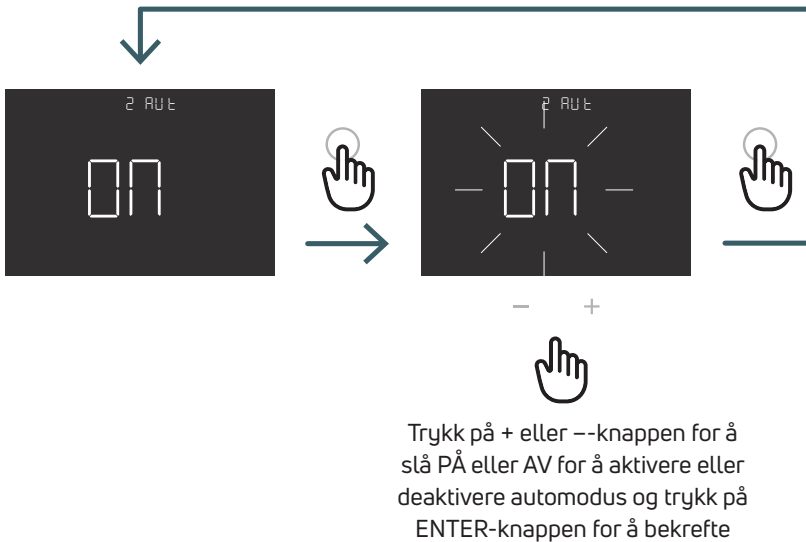 2 AUt
On
2 AUt
On
− +
Trykk på + eller –-knappen for å
slå PÅ eller AV for å aktivere eller
deaktivere automodus og trykk på
ENTER-knappen for å bekrefte